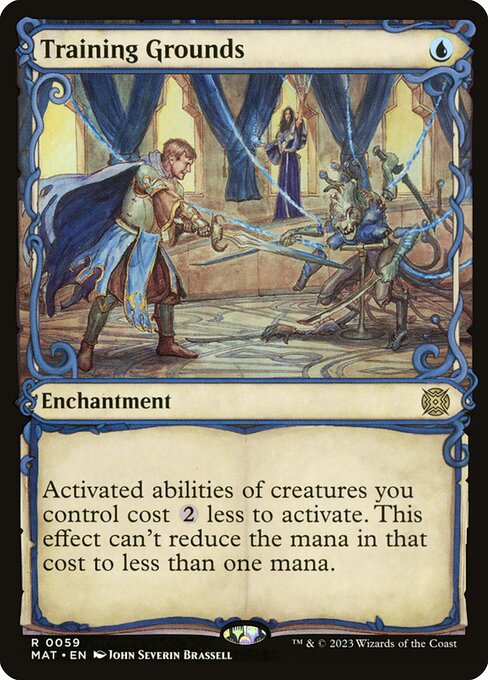 Training Grounds
Enchantment
Activated abilities of creatures you
control cost 2 less to activate. This
effect can't reduce the mana in that
cost to less than one mana.
R 0059
MAT • EN JOHN SEVERIN BRASSELL
™ & © 2023 Wizards of the Coast